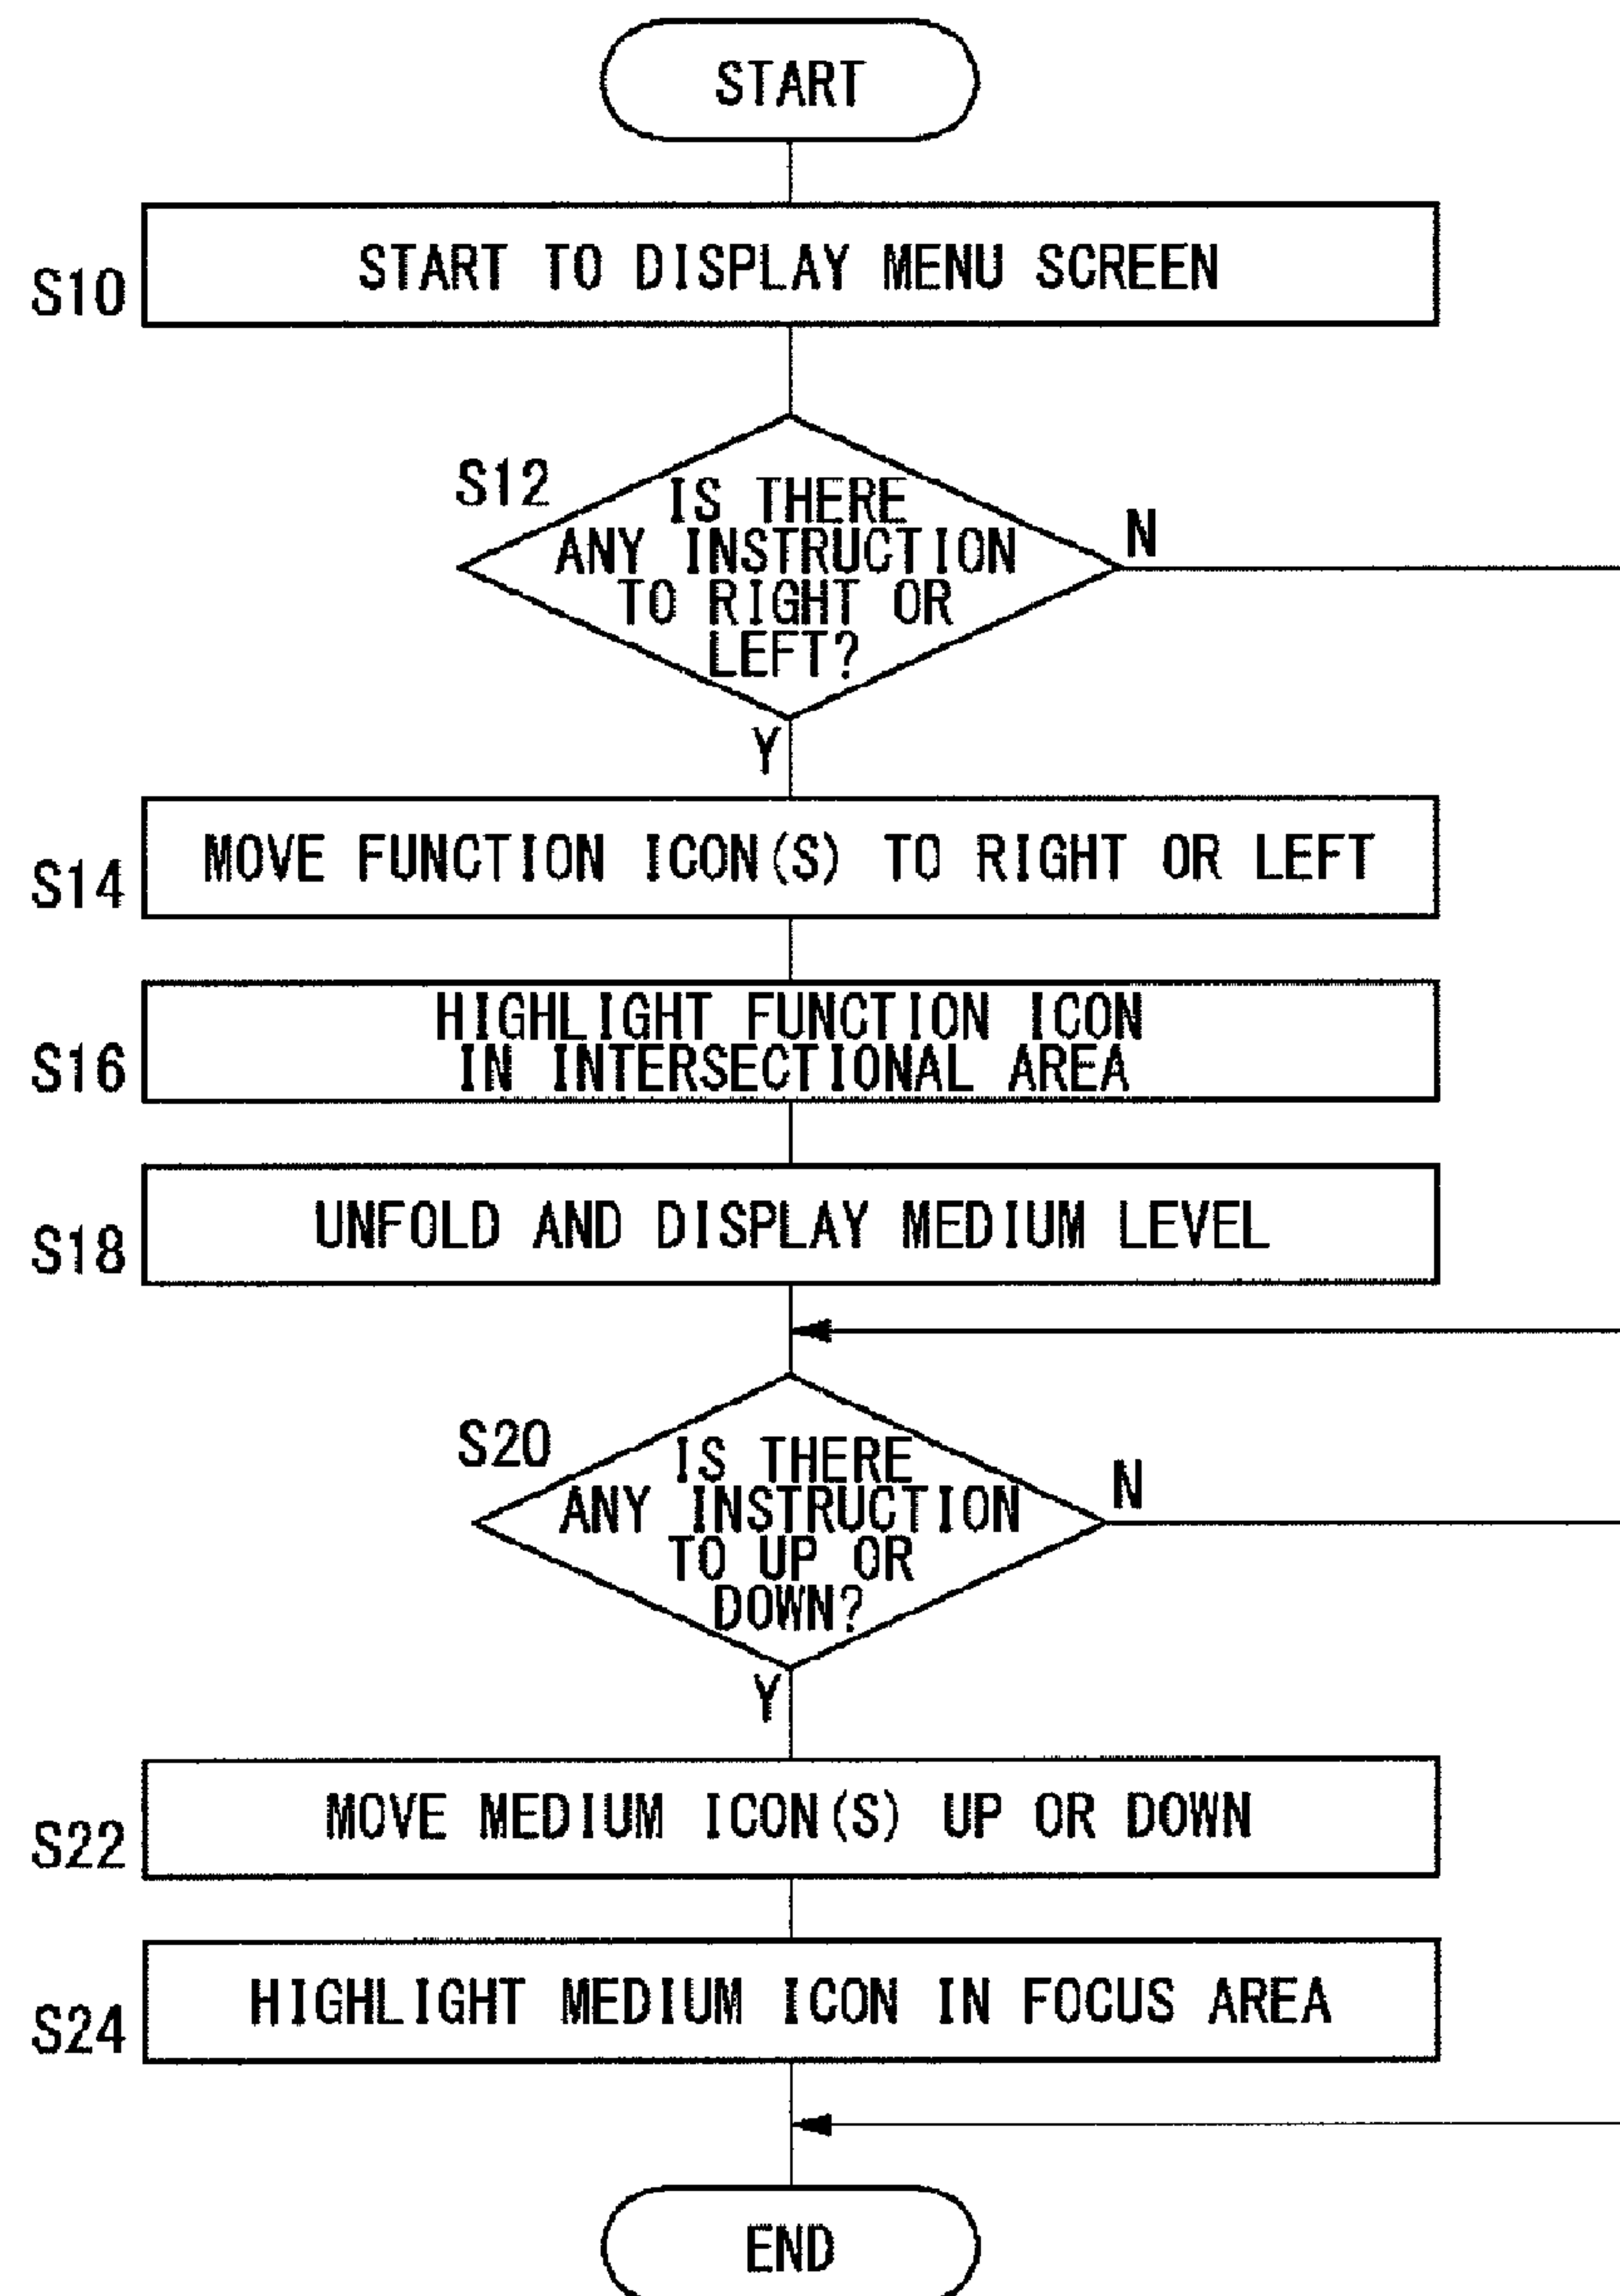 START
S10
START TO DISPLAY MENU SCREEN
S12
IS THERE
ANY INSTRUCTION
TO RIGHT OR
LEFT?
N
Y
S14
MOVE FUNCTION ICON(S) TO RIGHT OR LEFT
S16
HIGHLIGHT FUNCTION ICON
IN INTERSECTIONAL AREA
S18
UNFOLD AND DISPLAY MEDIUM LEVEL
S20
IS THERE
ANY INSTRUCTION
TO UP OR
DOWN?
N
Y
S22
MOVE MEDIUM ICON(S) UP OR DOWN
S24
HIGHLIGHT MEDIUM ICON IN FOCUS AREA
END